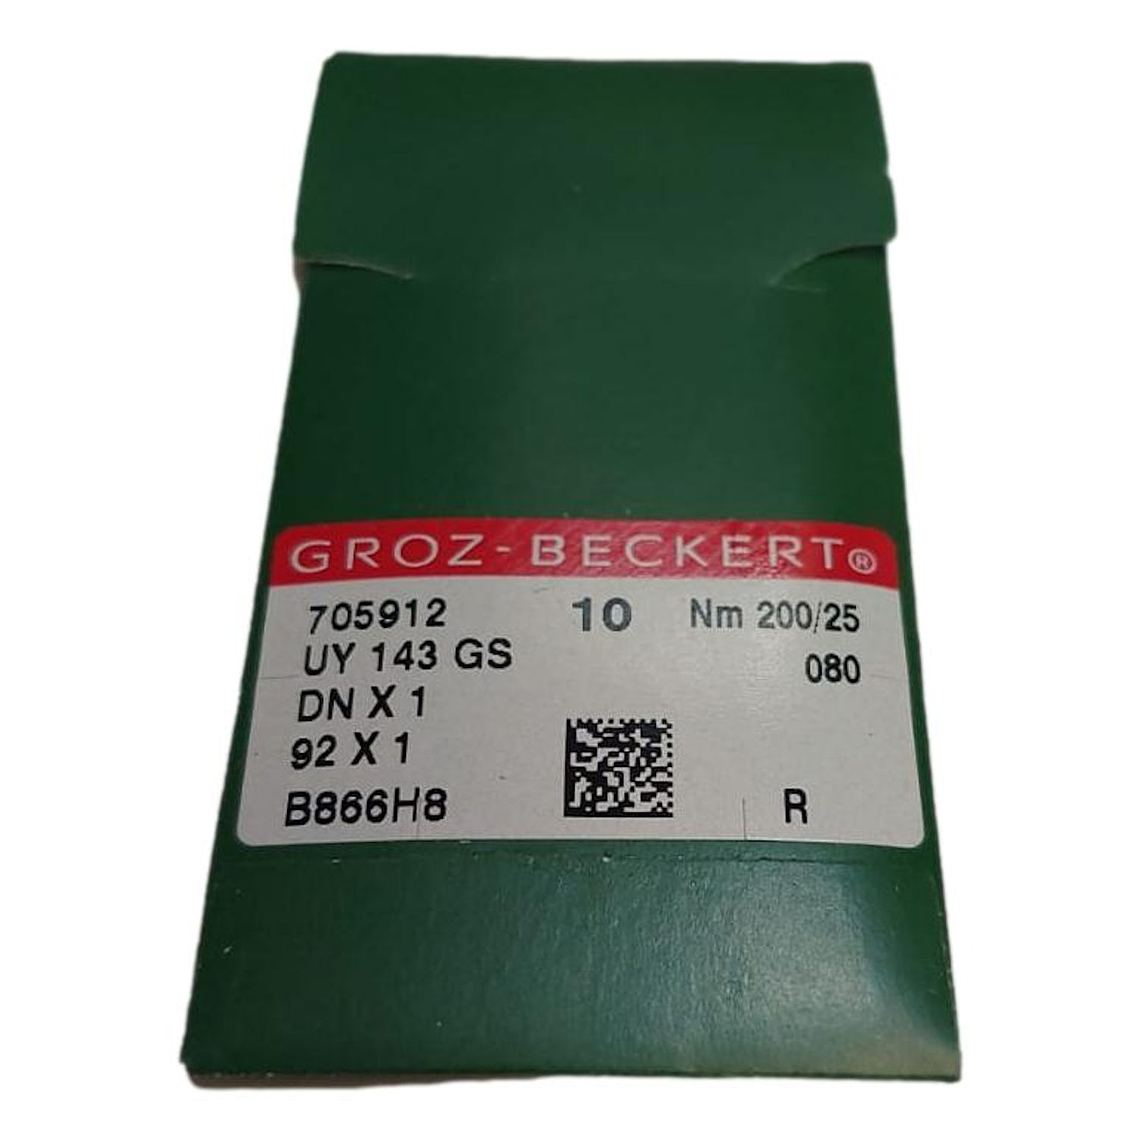 GROZ-BECKERT®
705912 10 Nm 200/25
UY 143 GS 080
DN X 1
92 X 1
B866H8 R